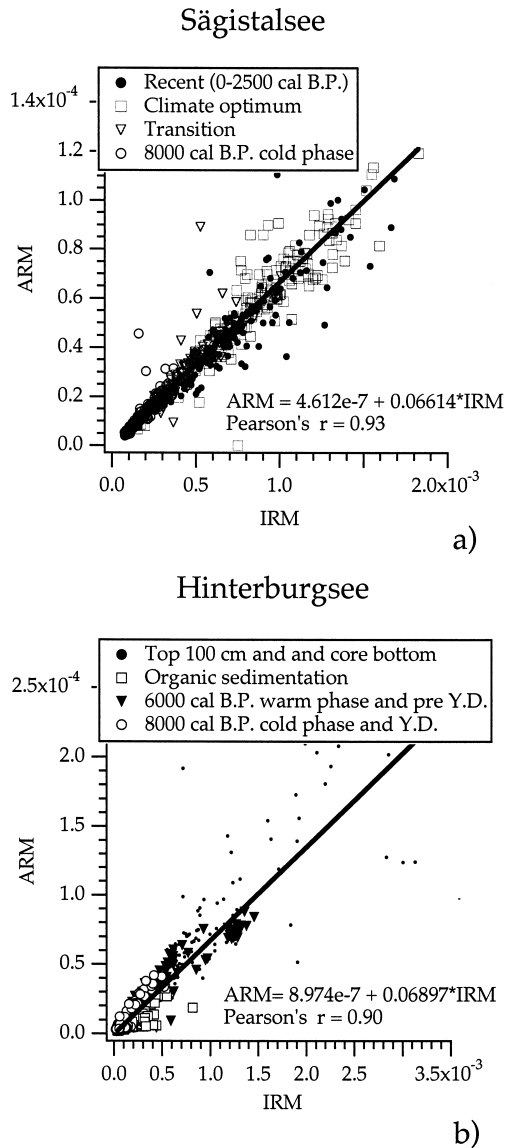 Sägistalsee
Recent (0-2500 cal B.P.)
Climate optimum
Transition
8000 cal B.P. cold phase
1.4x10-4
1.2
1.0
0.8
0.6
0.4
0.2
0.0
ARM
ARM = 4.612e-7 + 0.06614*IRM
Pearson's r = 0.93
0.0 0.5 1.0 2.0x10-3
IRM
a)
Hinterburgsee
Top 100 cm and and core bottom
Organic sedimentation
6000 cal B.P. warm phase and pre Y.D.
8000 cal B.P. cold phase and Y.D.
2.5x10-4
2.0
1.5
1.0
0.5
0.0
ARM
ARM= 8.974e-7 + 0.06897*IRM
Pearson's r = 0.90
0.0 0.5 1.0 1.5 2.0 2.5 3.5x10-3
IRM
b)